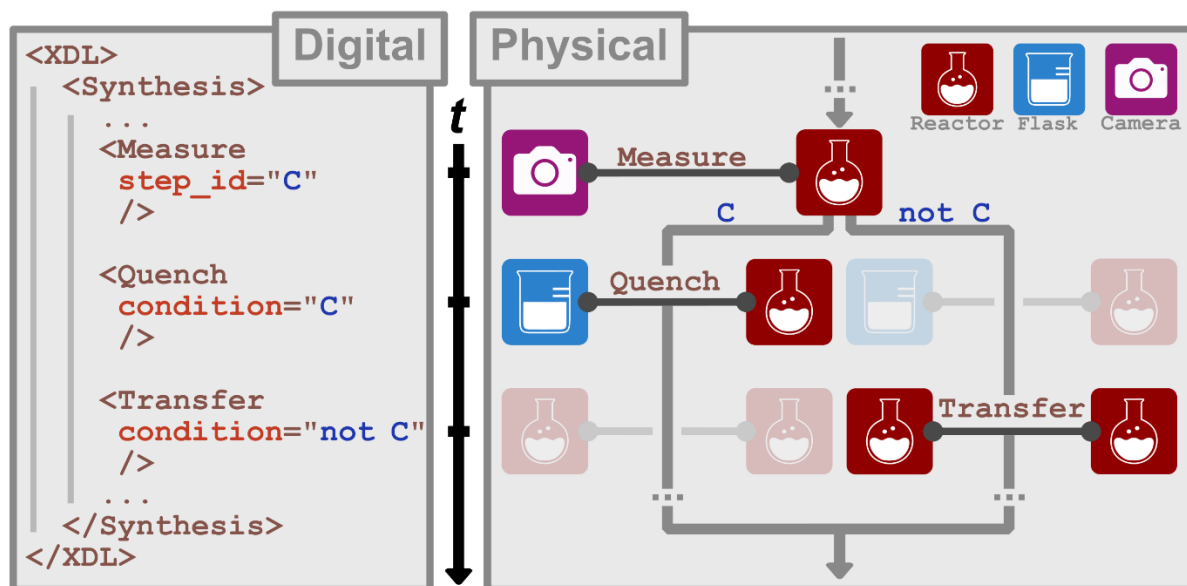 Digital
<XDL>
<Synthesis>
...
<Measure
step_id="C"
/>
<Quench
condition="C"
/>
<Transfer
condition="not C"
/>
...
</Synthesis>
</XDL>
t
Physical
Reactor Flask Camera
Measure
C not C
Quench
Transfer